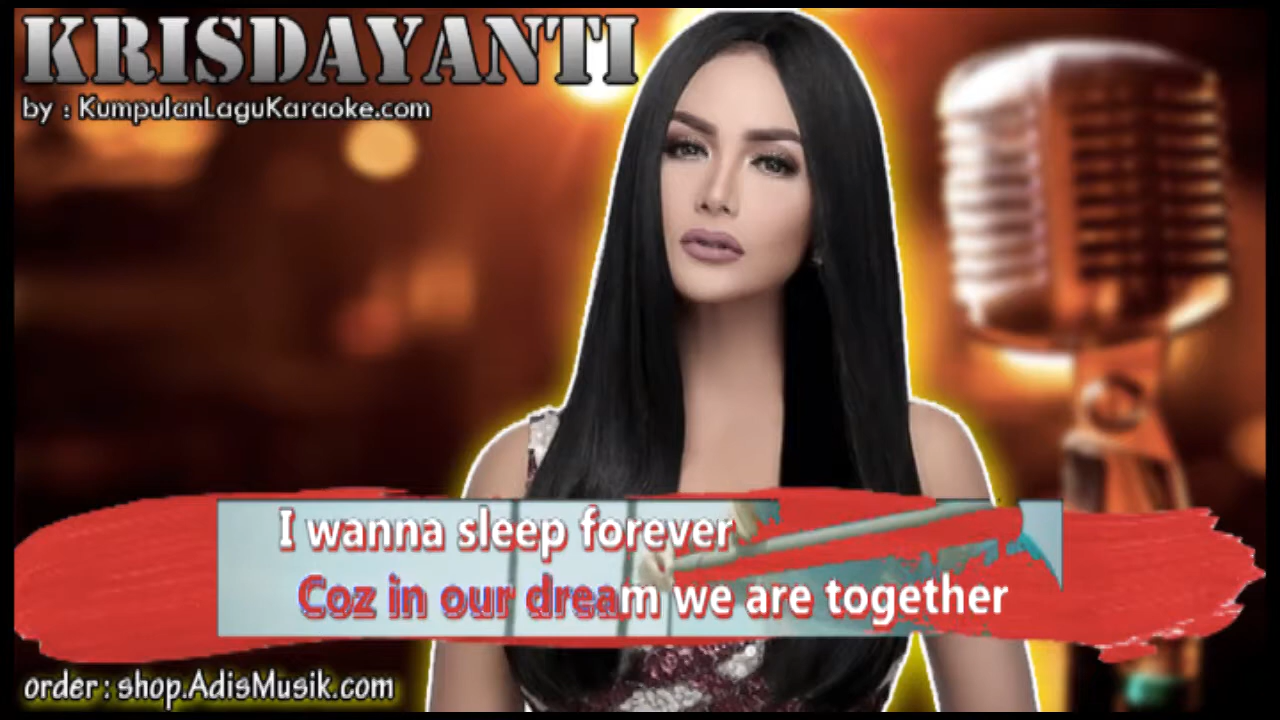 KRISDAYANTI
by : KumpulanLaguKaraoke.com
I wanna sleep forever
Coz in our dream we are together
order : shop.AdisMusik.com